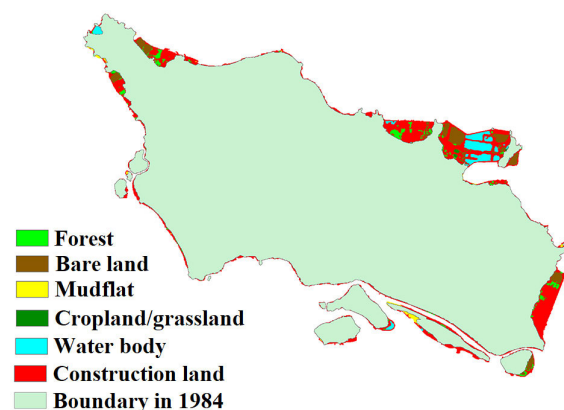 Forest
Bare land
Mudflat
Cropland/grassland
Water body
Construction land
Boundary in 1984